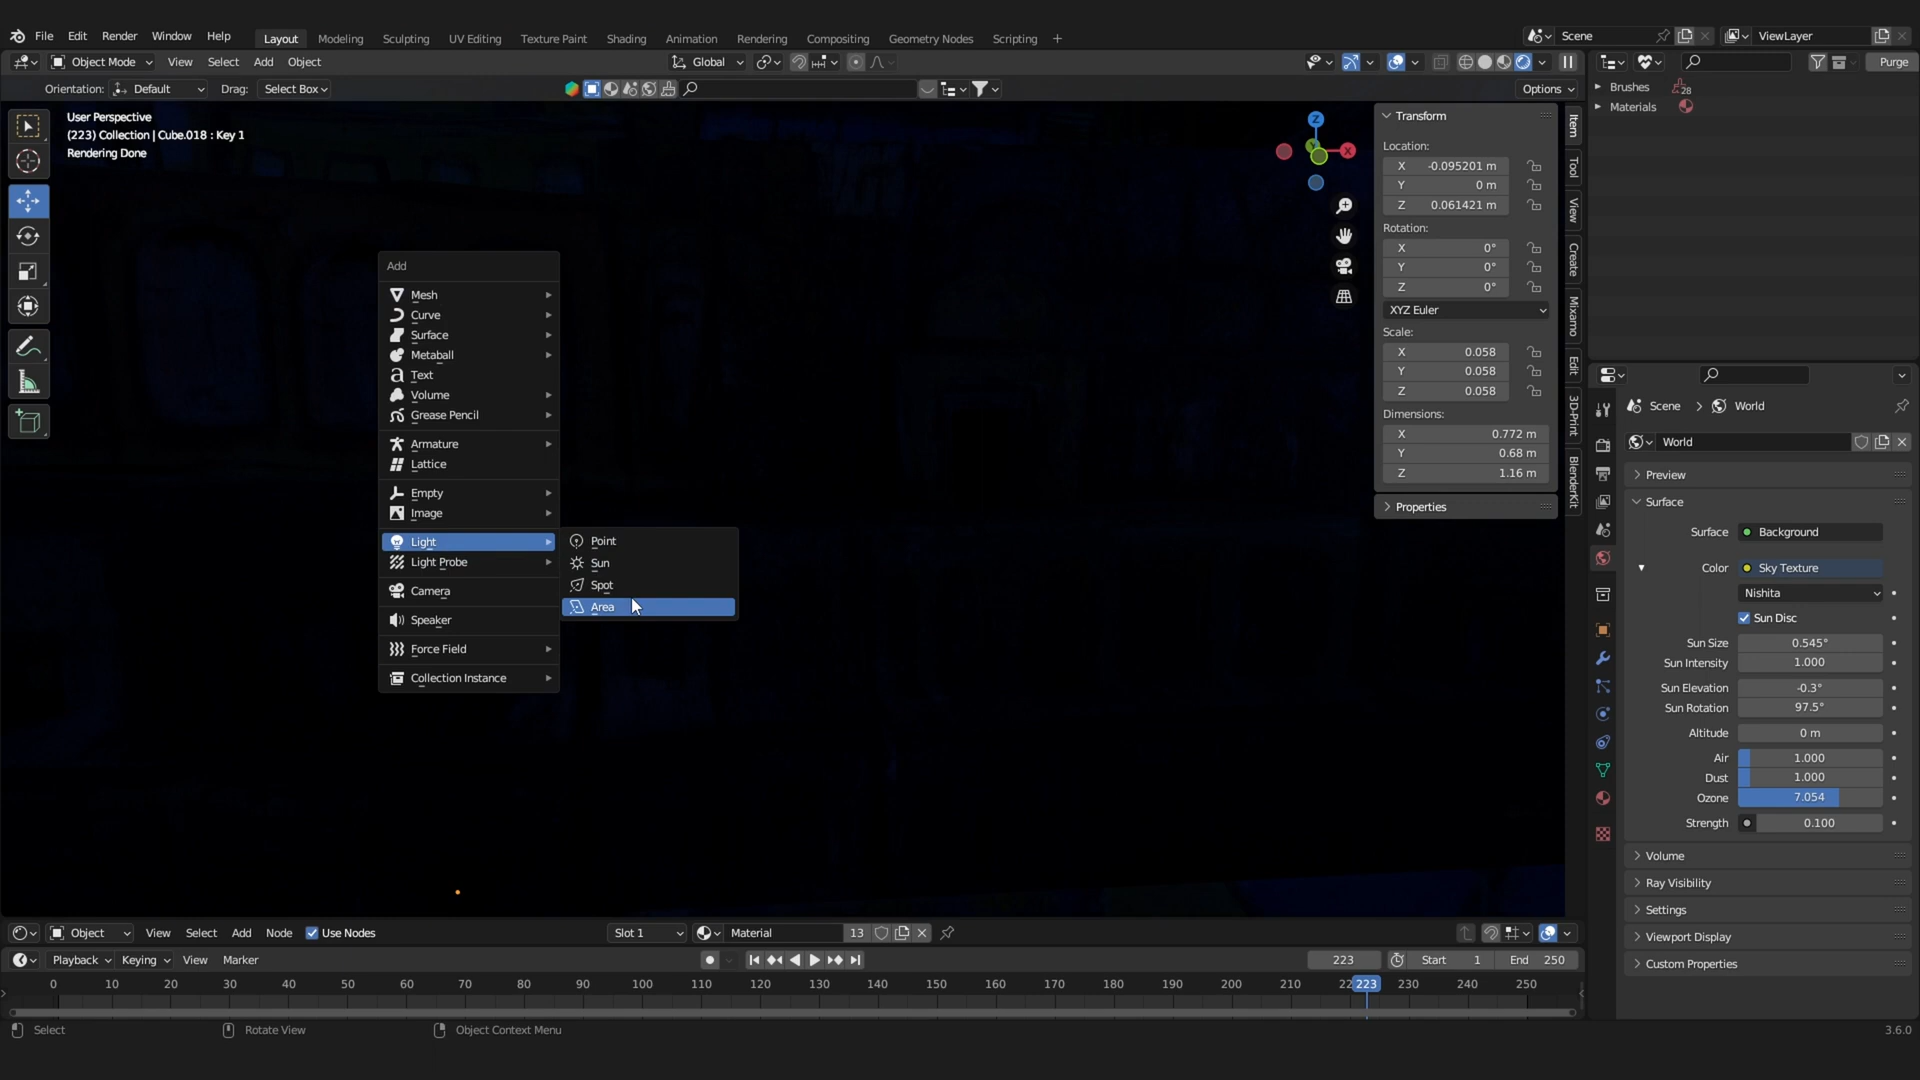 File Edit Render Window Help
Layout Modeling Sculpting UV Editing Texture Paint Shading Animation Rendering Compositing Geometry Nodes Scripting +
Scene
ViewLayer
Object Mode View Select Add Object
Global
Purge
Orientation: Default Drag: Select Box
Options
Brushes 28
Materials
User Perspective
(223) Collection | Cube.018 : Key 1
Rendering Done
Z
Y
X
Transform
Location:
X -0.095201 m
Y 0 m
Z 0.061421 m
Rotation:
X 0°
Y 0°
Z 0°
XYZ Euler
Scale:
X 0.058
Y 0.058
Z 0.058
Dimensions:
X 0.772 m
Y 0.68 m
Z 1.16 m
Properties
Item
Tool
View
Create
Mixamo
Edit
3D-Print
BlenderKit
Add
Mesh
Curve
Surface
Metaball
Text
Volume
Grease Pencil
Armature
Lattice
Empty
Image
Light
Light Probe
Camera
Speaker
Force Field
Collection Instance
Point
Sun
Spot
Area
Scene > World
World
Preview
Surface
Surface Background
Color Sky Texture
Nishita
Sun Disc
Sun Size 0.545°
Sun Intensity 1.000
Sun Elevation -0.3°
Sun Rotation 97.5°
Altitude 0 m
Air 1.000
Dust 1.000
Ozone 7.054
Strength 0.100
Volume
Ray Visibility
Settings
Viewport Display
Custom Properties
Object View Select Add Node Use Nodes Slot 1 Material 13
Playback Keying View Marker 223 Start 1 End 250
0 10 20 30 40 50 60 70 80 90 100 110 120 130 140 150 160 170 180 190 200 210 22 223 230 240 250
Select Rotate View Object Context Menu 3.6.0